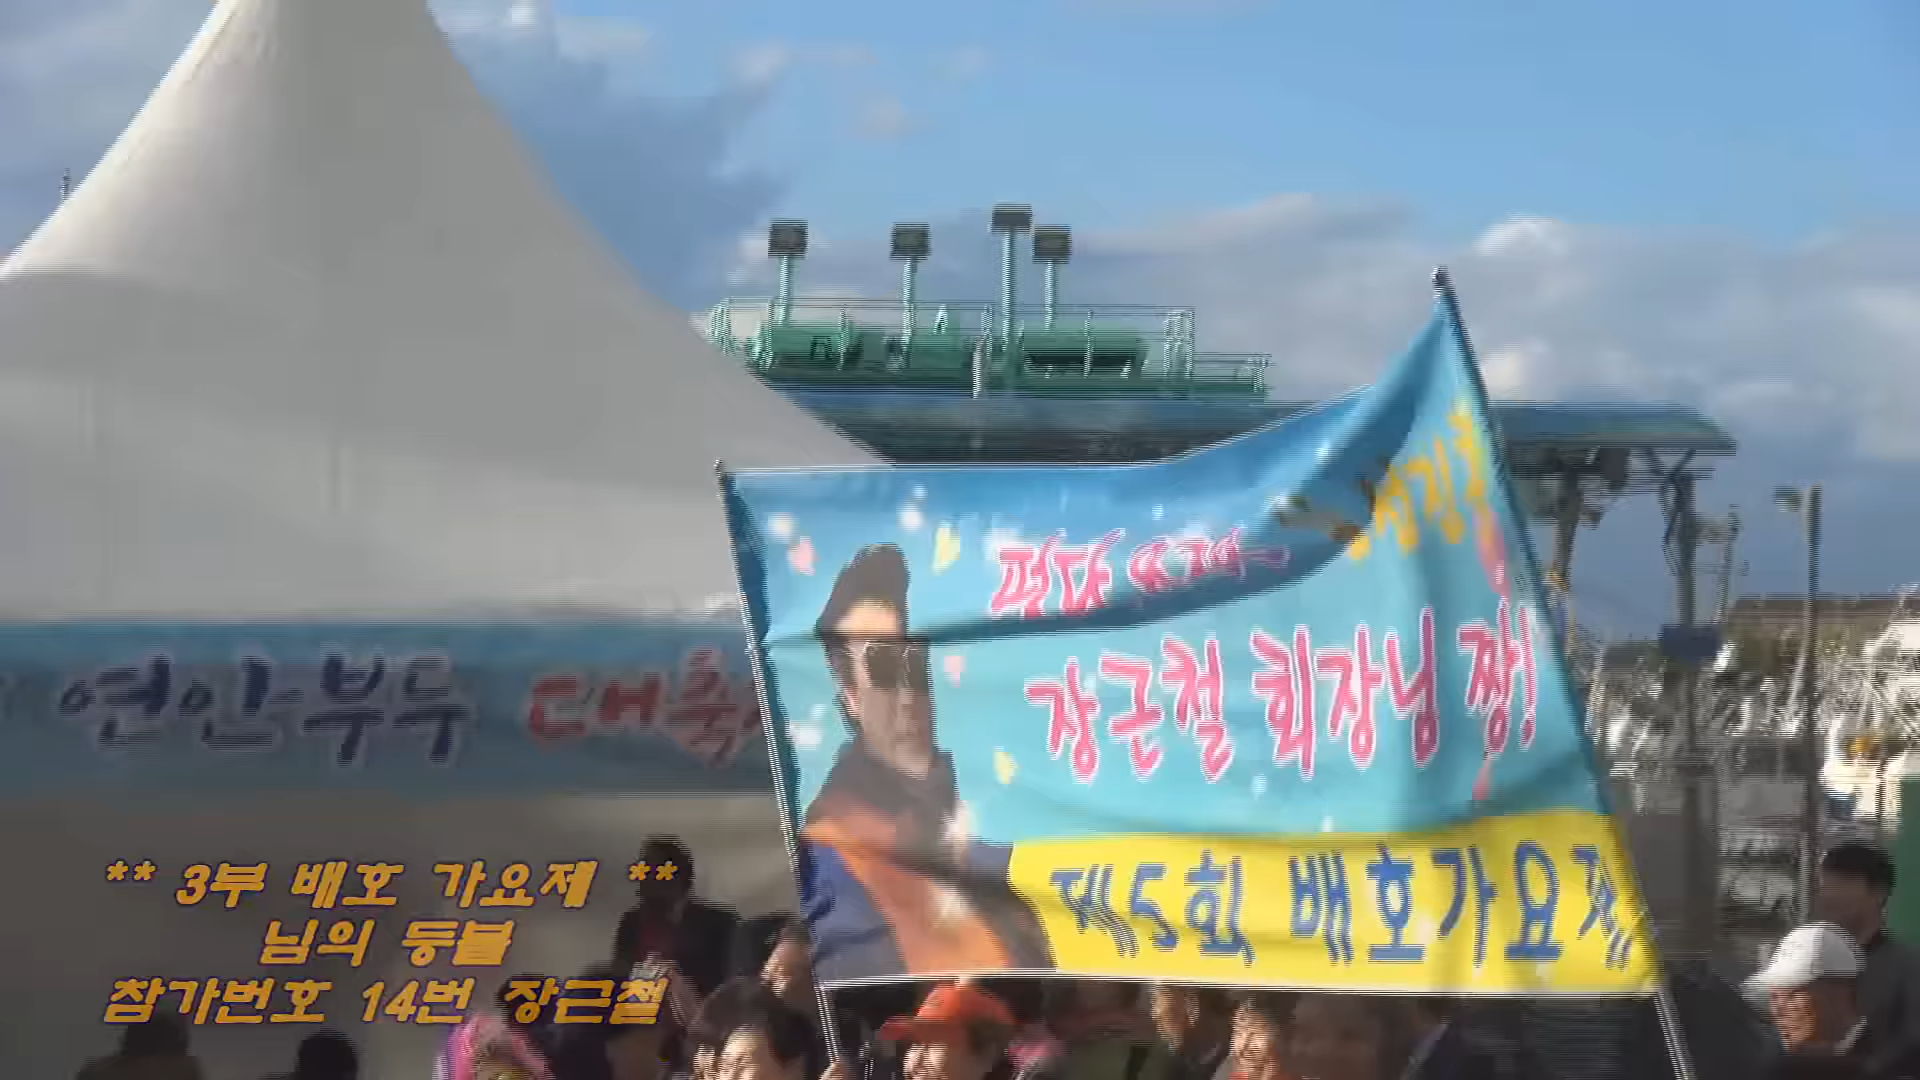 장근철 회장님 짱!
제5회 배호가요제
연안부두 대축
** 3부 배호 가요제 **
님의 등불
참가번호 14번 장근철